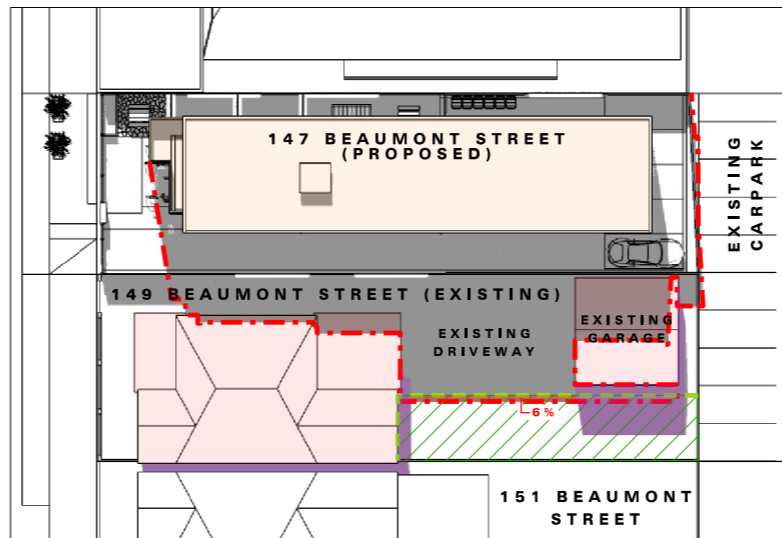 147 BEAUMONT STREET
(PROPOSED)
EXISTING
CARPARK
149 BEAUMONT STREET (EXISTING)
EXISTING
DRIVEWAY
EXISTING
GARAGE
6%
151 BEAUMONT
STREET